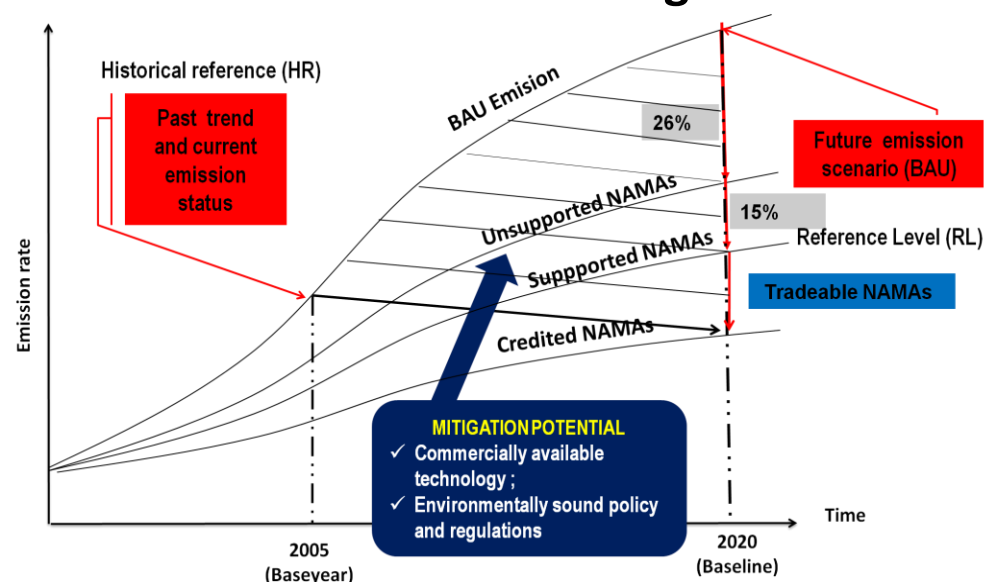 g
Historical reference (HR)
Past trend
and current
emission
status
BAU Emision
26%
Future emission
scenario (BAU)
Unsupported NAMAs
15%
Reference Level (RL)
Suppported NAMAs
Tradeable NAMAs
Credited NAMAs
Emission rate
MITIGATION POTENTIAL
✓ Commercially available
technology ;
✓ Environmentally sound policy
and regulations
Time
2005
(Baseyear)
2020
(Baseline)